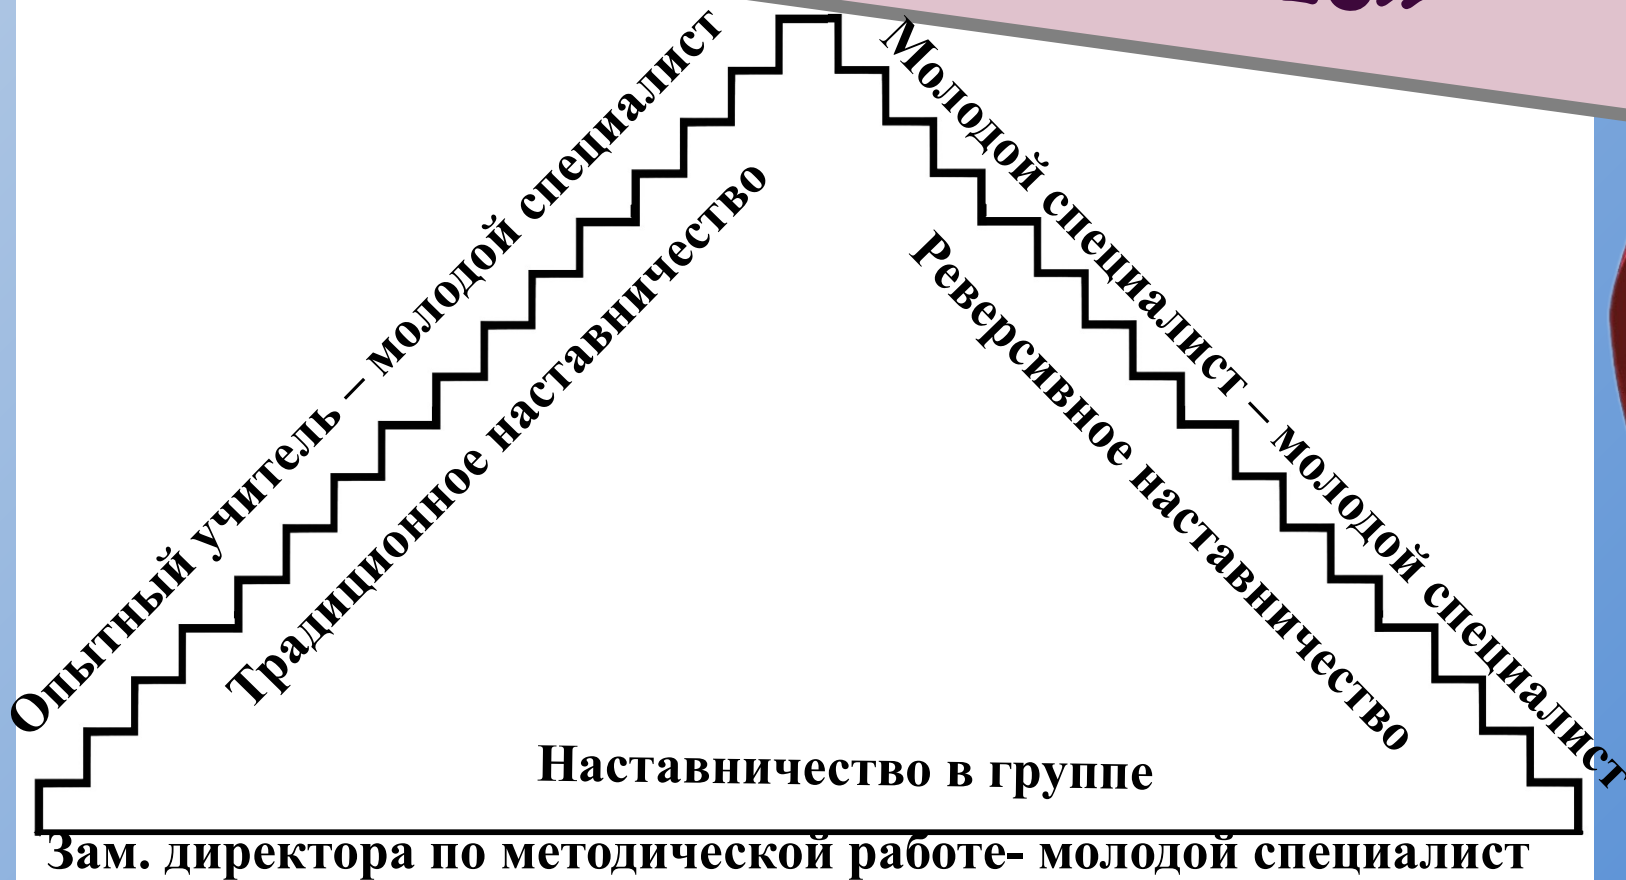 Опытный учитель – молодой специалист
Традиционное наставничество
Молодой специалист – молодой специалист
Реверсивное наставничество
Наставничество в группе
Зам. директора по методической работе- молодой специалист